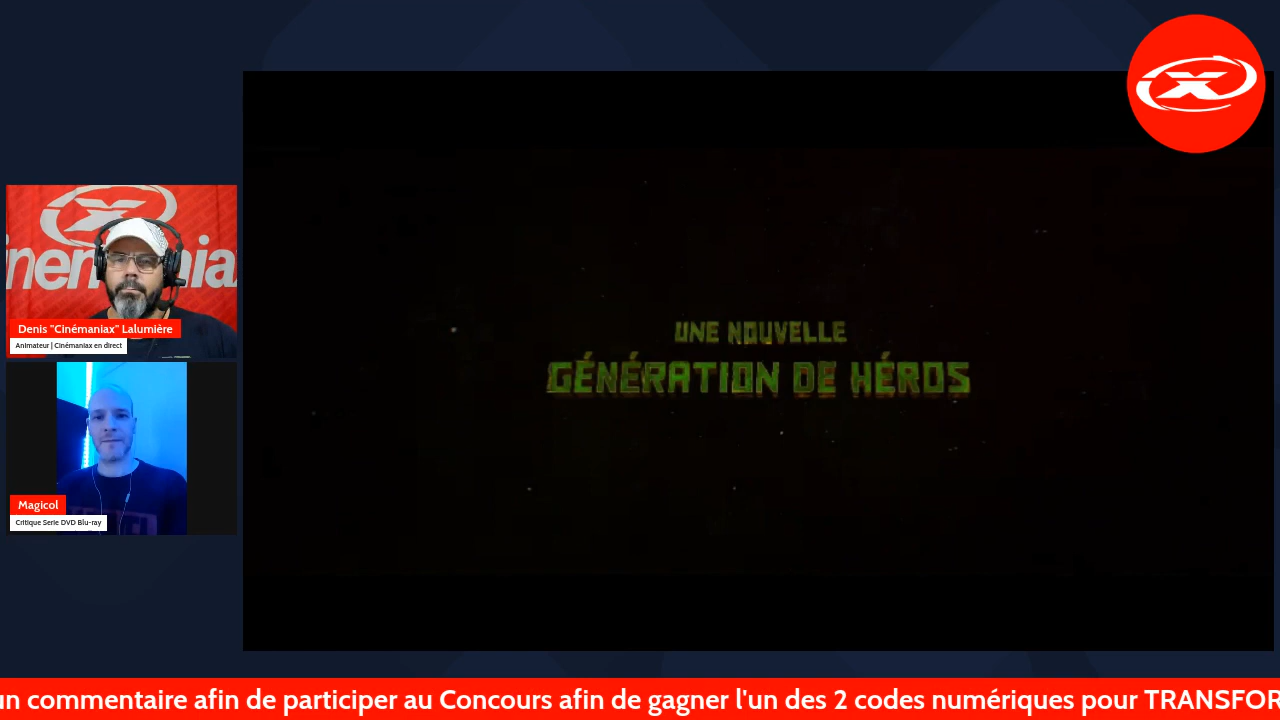 UNE NOUVELLE
GÉNÉRATION DE HÉROS
Denis "Cinémaniax" Lalumière
Animateur | Cinémaniax en direct
Magicol
Critique Serie DVD Blu-ray
un commentaire afin de participer au Concours afin de gagner l'un des 2 codes numériques pour TRANSFOR